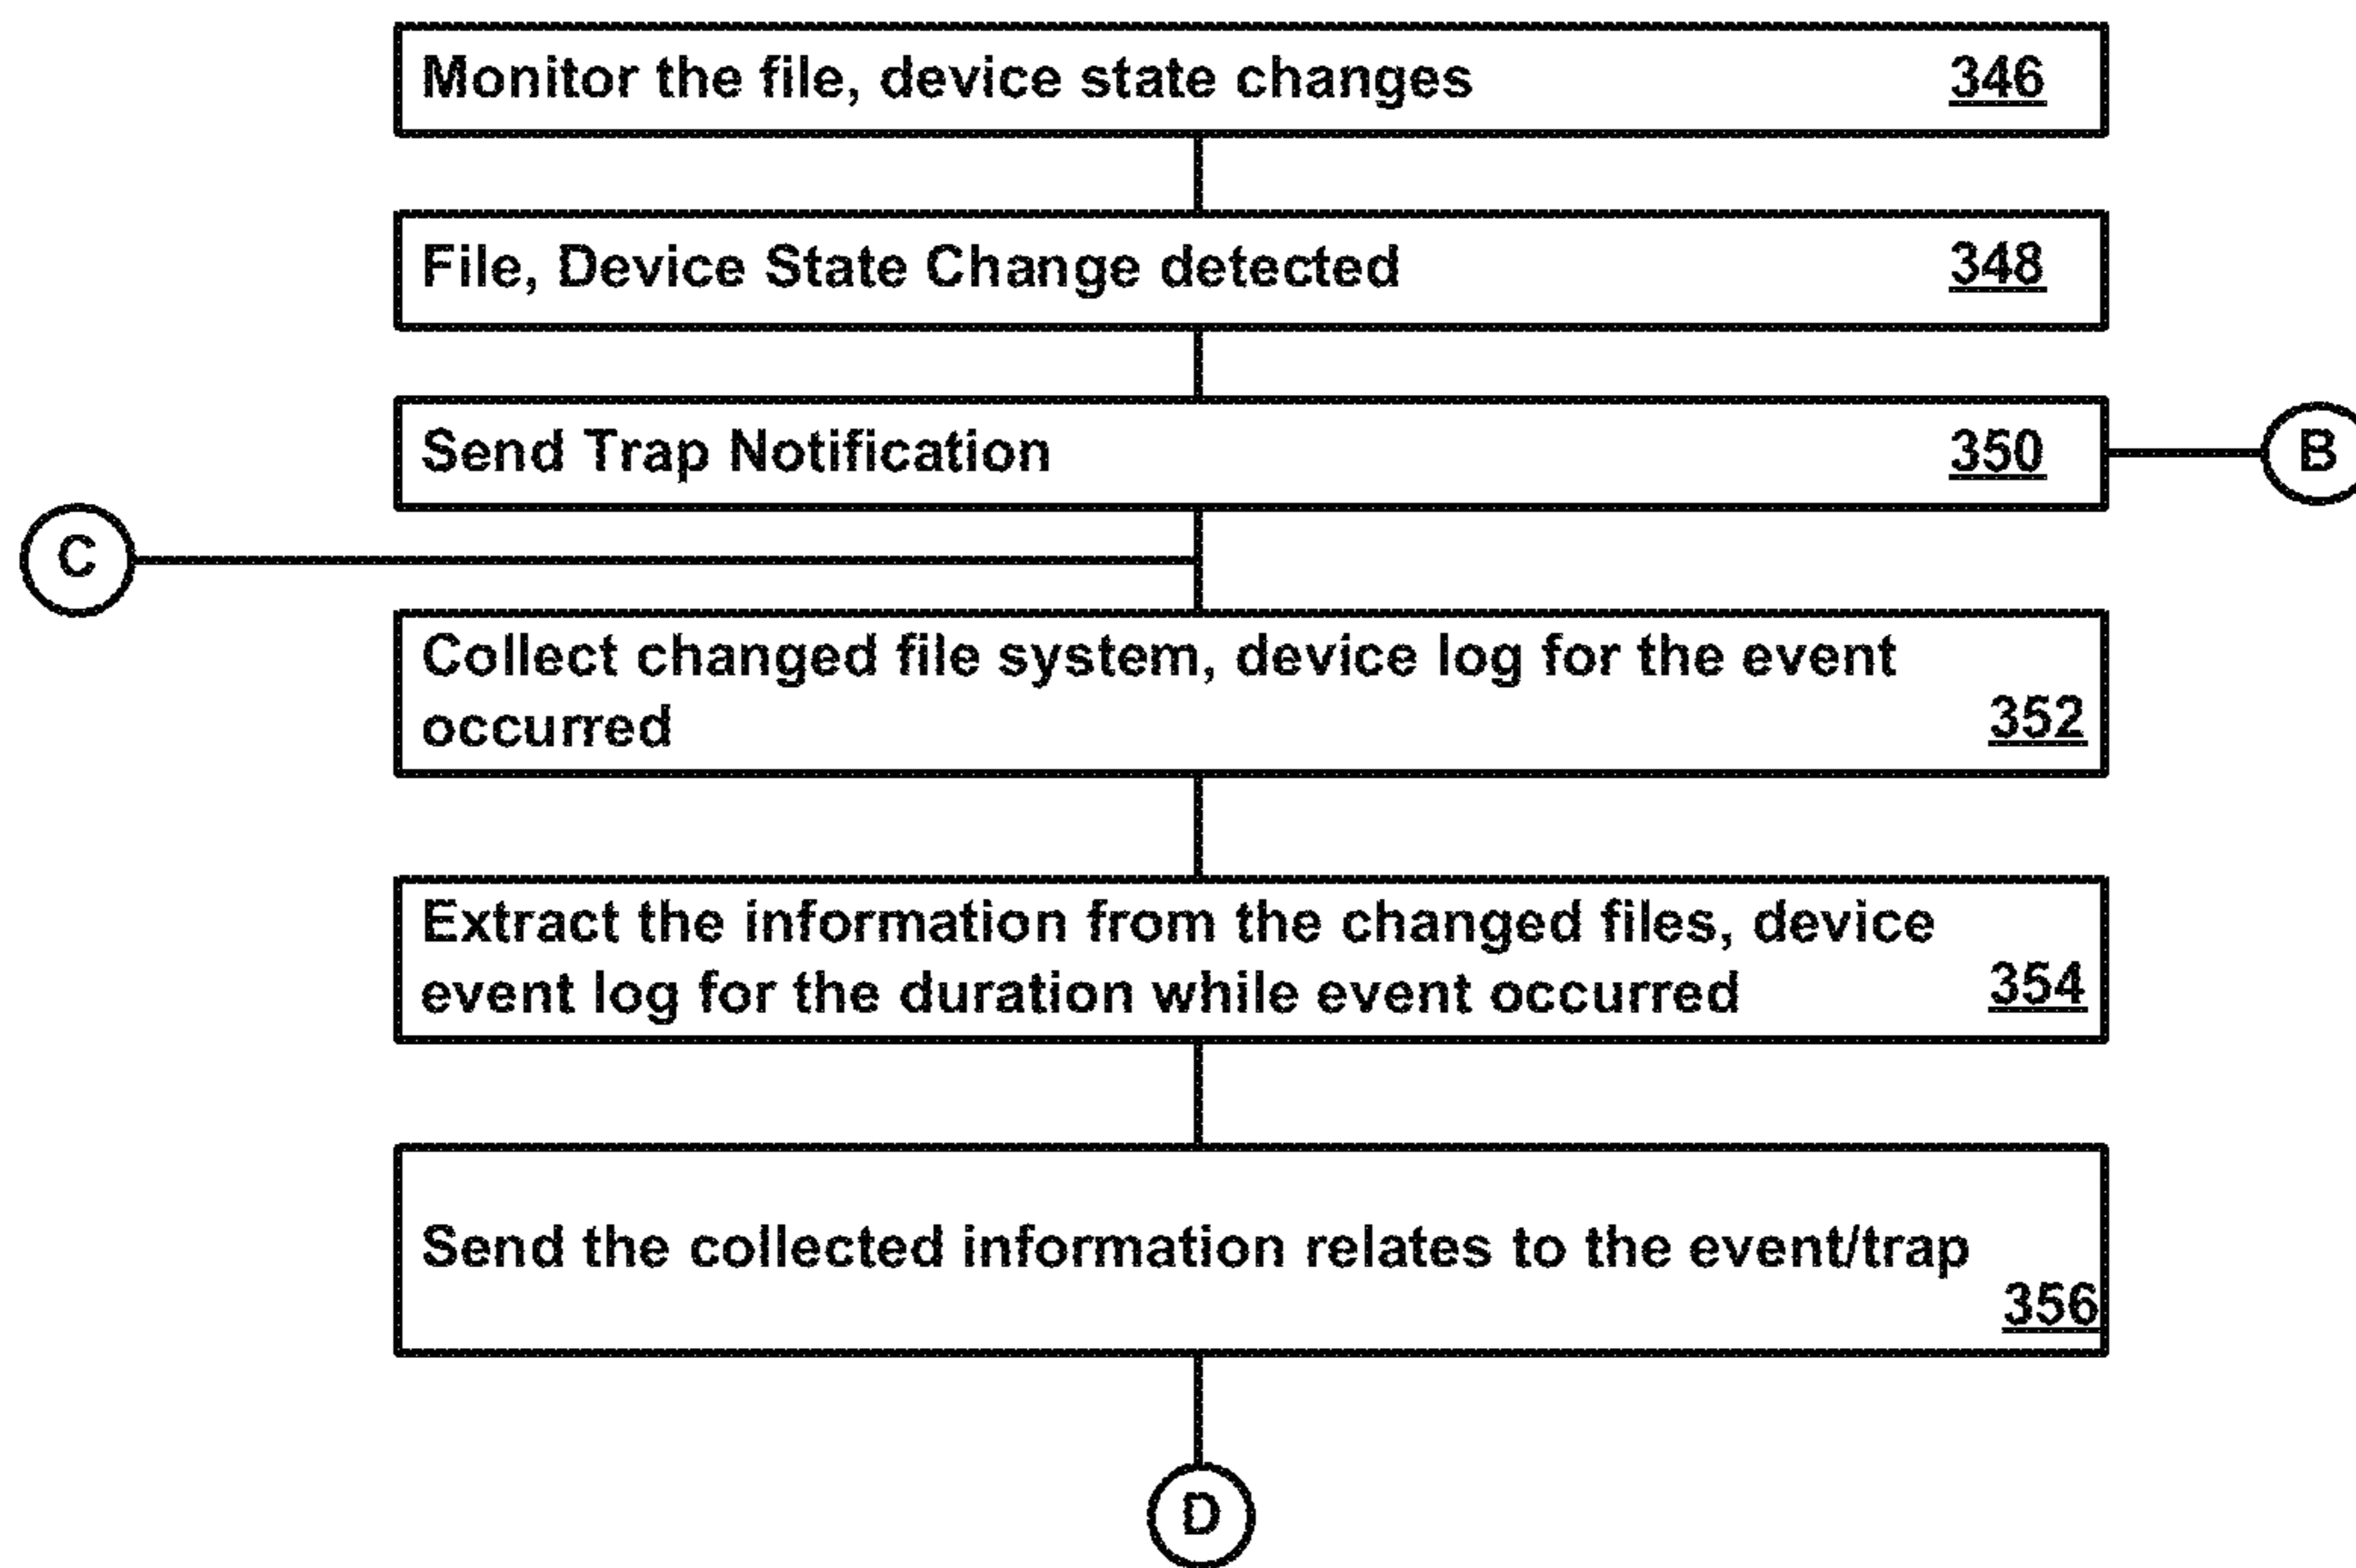 Monitor the file, device state changes 346
File, Device State Change detected 348
Send Trap Notification 350
B
C
Collect changed file system, device log for the event
occurred 352
Extract the information from the changed files, device
event log for the duration while event occurred 354
Send the collected information relates to the event/trap
356
D